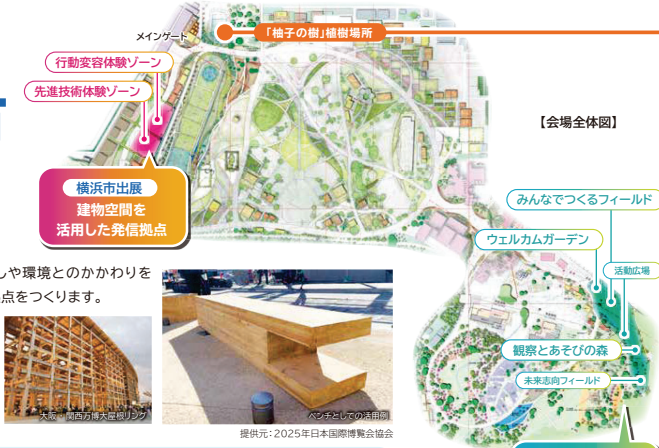 メインゲート
「柚子の樹」植樹場所
行動変容体験ゾーン
先進技術体験ゾーン
【会場全体図】
横浜市出展
建物空間を
活用した発信拠点
みんなでつくるフィールド
ウェルカムガーデン
活動広場
しや環境とのかかわりを
点をつくります。
観察とあそびの森
未来志向フィールド
大阪・関西万博大屋根リング
ベンチとしての活用例
提供元：2025年日本国際博覧会協会